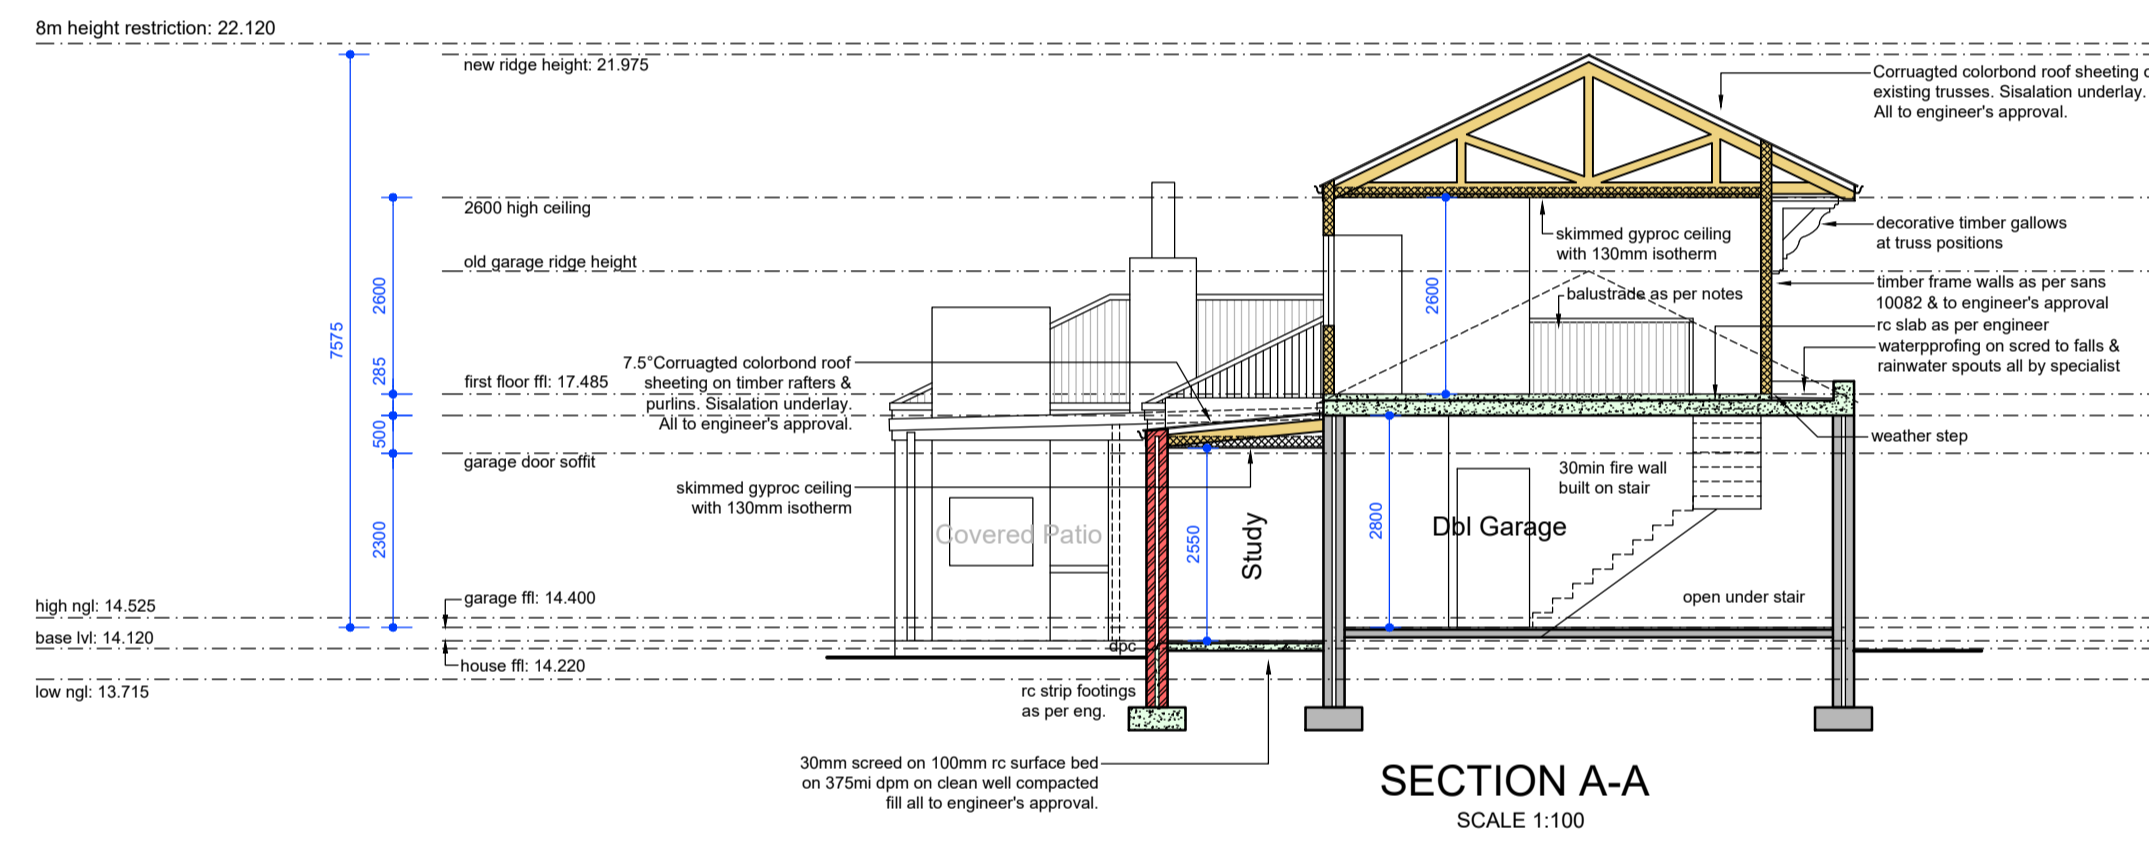 8m height restriction: 22.120
new ridge height: 21.975
2600 high ceiling
old garage ridge height
first floor ffl: 17.485
garage door soffit
garage ffl: 14.400
high ngl: 14.525
base lvl: 14.120
house ffl: 14.220
low ngl: 13.715
7575
2600
285
500
2300
7.5°Corruagted colorbond roof
sheeting on timber rafters &
purlins. Sisalation underlay.
All to engineer's approval.
skimmed gyproc ceiling
with 130mm isotherm
Covered Patio
dpc
rc strip footings
as per eng.
30mm screed on 100mm rc surface bed
on 375mi dpm on clean well compacted
fill all to engineer's approval.
2550
Study
2600
skimmed gyproc ceiling
with 130mm isotherm
balustrade as per notes
2800
Dbl Garage
30min fire wall
built on stair
open under stair
Corruagted colorbond roof sheeting
existing trusses. Sisalation underlay.
All to engineer's approval.
decorative timber gallows
at truss positions
timber frame walls as per sans
10082 & to engineer's approval
rc slab as per engineer
waterpprofing on scred to falls &
rainwater spouts all by specialist
weather step
SECTION A-A
SCALE 1:100